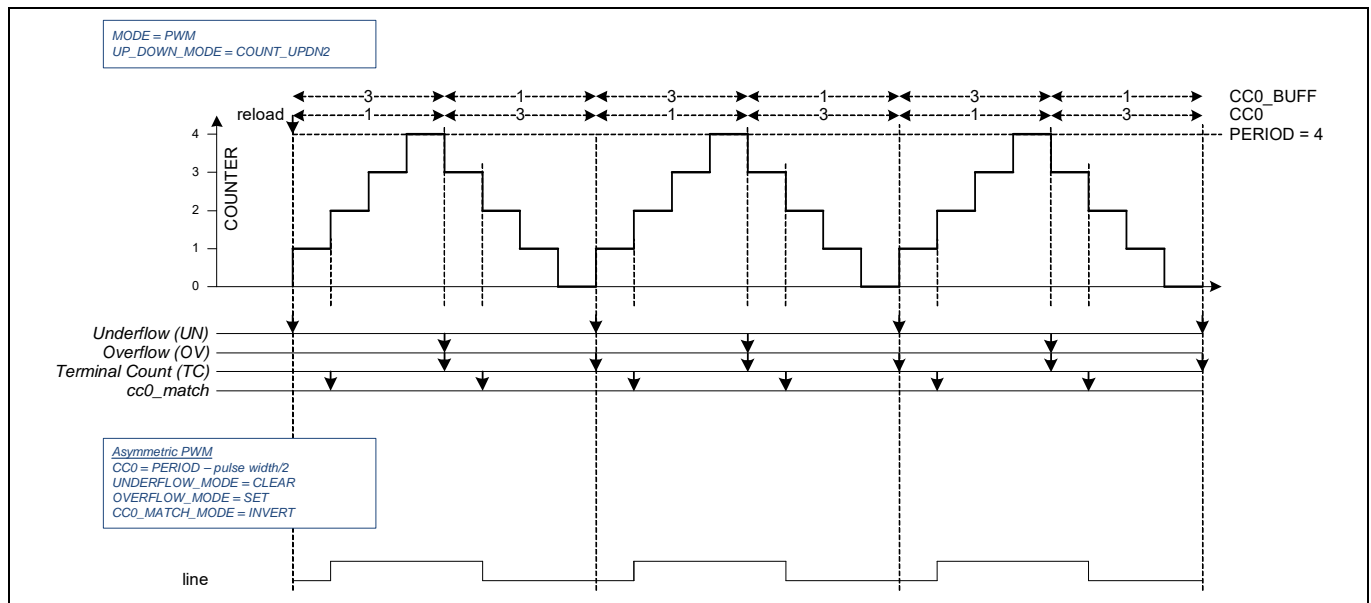 MODE = PWM
UP_DOWN_MODE = COUNT_UPDN2
3 1 3 1 3 1 CC0_BUFF
reload 1 3 1 3 1 3 CC0
4 PERIOD = 4
3
COUNTER
2
1
0
Underflow (UN)
Overflow (OV)
Terminal Count (TC)
cc0_match
Asymmetric PWM
CC0 = PERIOD – pulse width/2
UNDERFLOW_MODE = CLEAR
OVERFLOW_MODE = SET
CC0_MATCH_MODE = INVERT
line